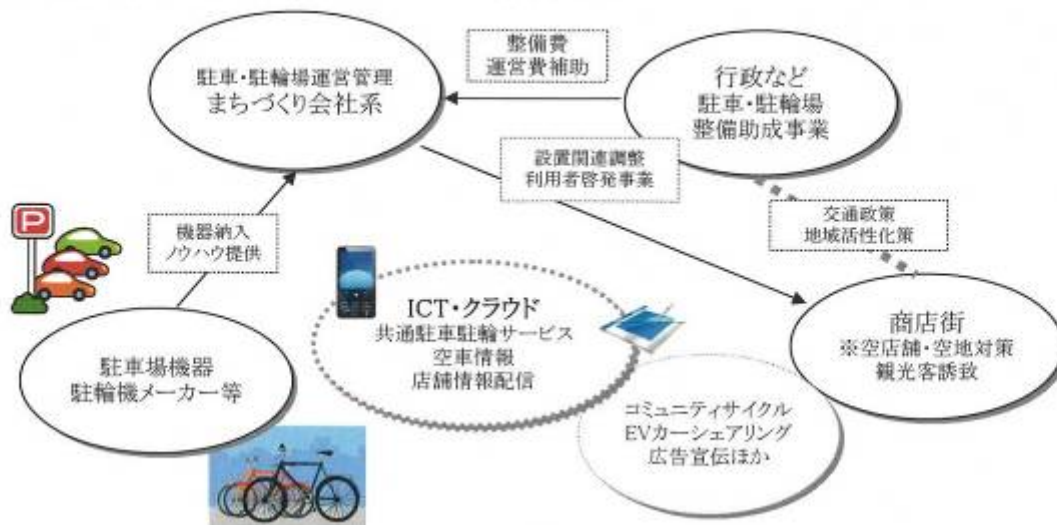 整備費
運営費補助
駐車・駐輪場運営管理
まちづくり会社系
行政など
駐車・駐輪場
整備助成事業
設置関連調整
利用者啓発事業
交通政策
地域活性化策
機器納入
ノウハウ提供
P
ICT・クラウド
共通駐車駐輪サービス
空車情報
店舗情報配信
商店街
※空店舗・空地対策
観光客誘致
駐車場機器
駐輪機メーカー等
コミュニティサイクル
EVカーシェアリング
広告宣伝ほか